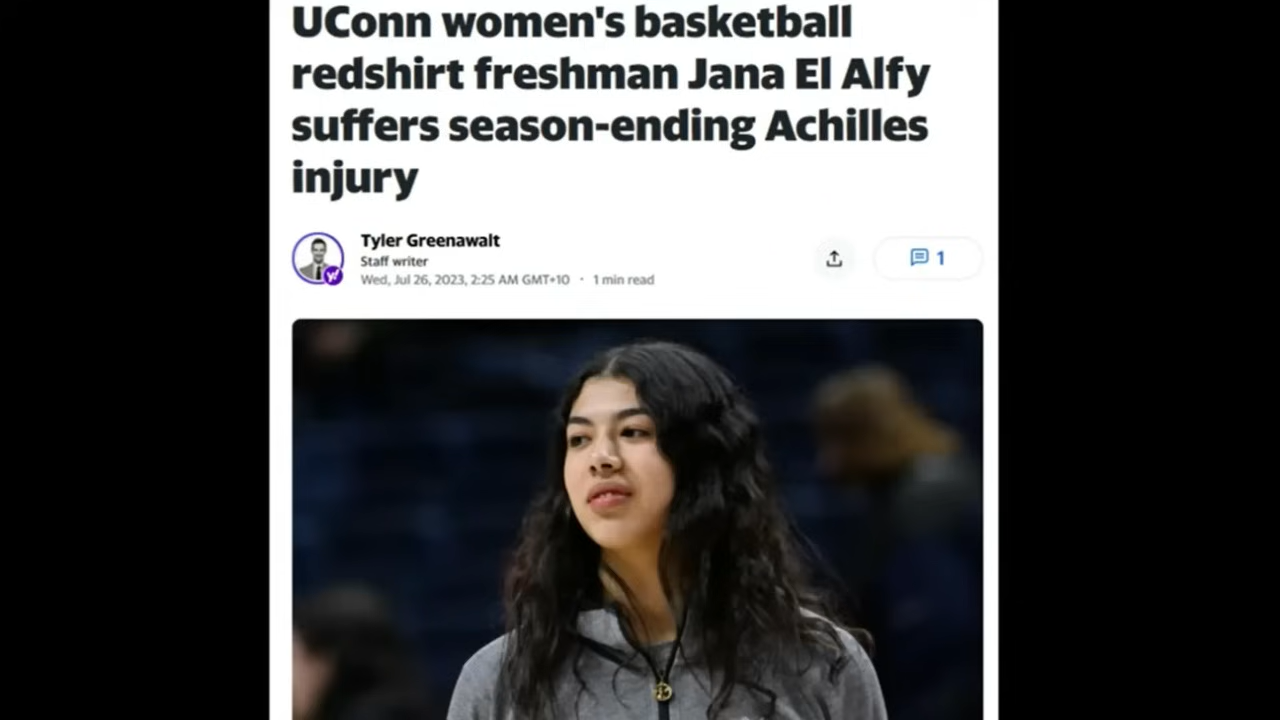 UConn women's basketball
redshirt freshman Jana El Alfy
suffers season-ending Achilles
injury
Tyler Greenawalt
Staff writer
Wed, Jul 26, 2023, 2:25 AM GMT+10 · 1 min read
1